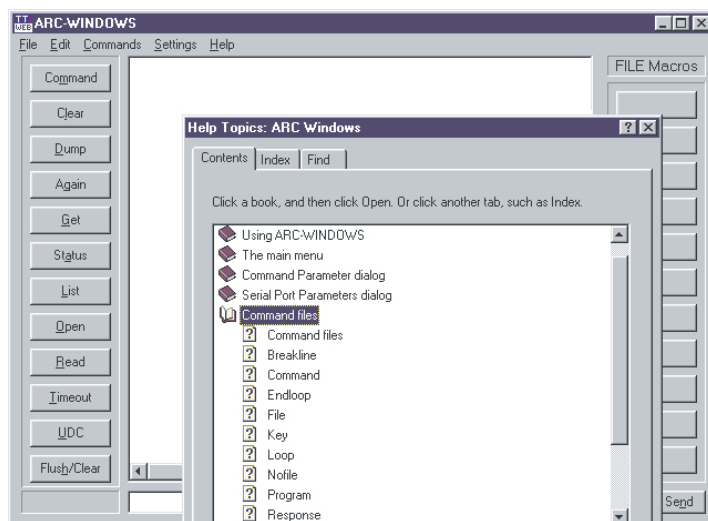 TT WEB ARC-WINDOWS
File Edit Commands Settings Help
FILE Macros
Command
Clear
Dump
Again
Get
Status
List
Open
Read
Timeout
UDC
Flush/Clear
Help Topics: ARC Windows
Contents Index Find
Click a book, and then click Open. Or click another tab, such as Index.
Using ARC-WINDOWS
The main menu
Command Parameter dialog
Serial Port Parameters dialog
Command files
Command files
Breakline
Command
Endloop
File
Key
Loop
Nofile
Program
Response
Send